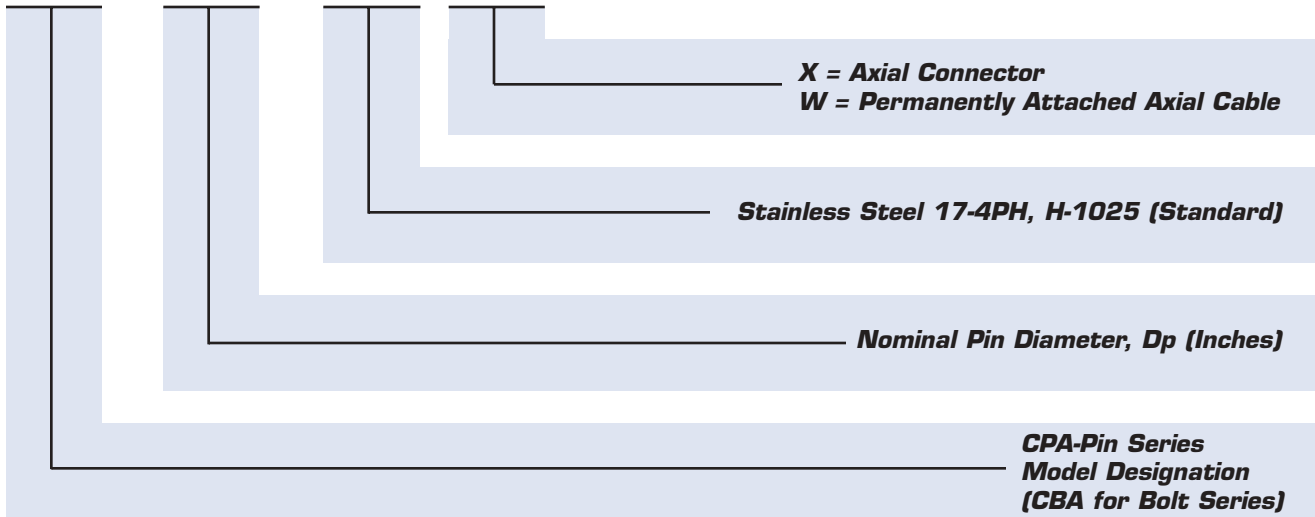 X = Axial Connector
W = Permanently Attached Axial Cable
Stainless Steel 17-4PH, H-1025 (Standard)
Nominal Pin Diameter, Dp (Inches)
CPA-Pin Series
Model Designation
(CBA for Bolt Series)